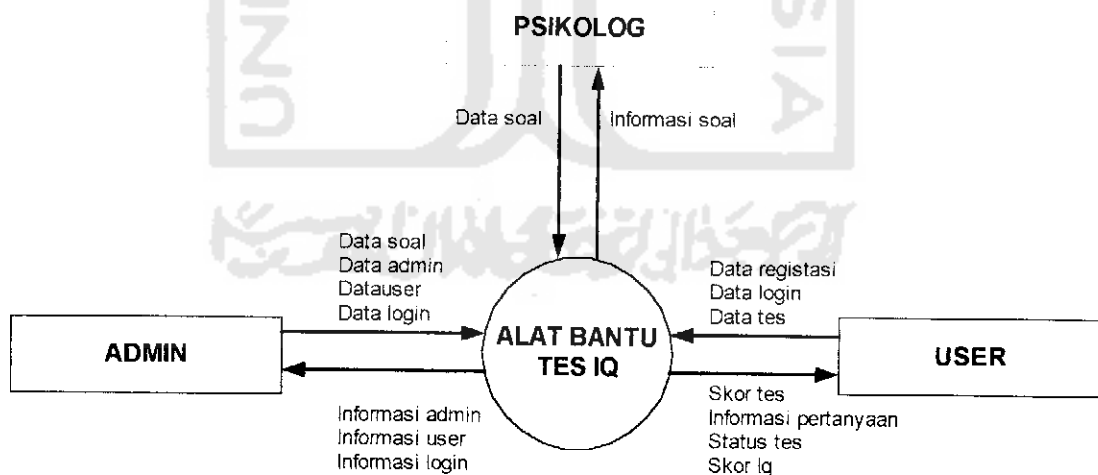 PSIKOLOG
Data soal
Informasi soal
Data soal
Data admin
Datauser
Data login
Data registasi
Data login
Data tes
ADMIN
ALAT BANTU
TES IQ
USER
Informasi admin
Informasi user
Informasi login
Skor tes
Informasi pertanyaan
Status tes
Skor Iq